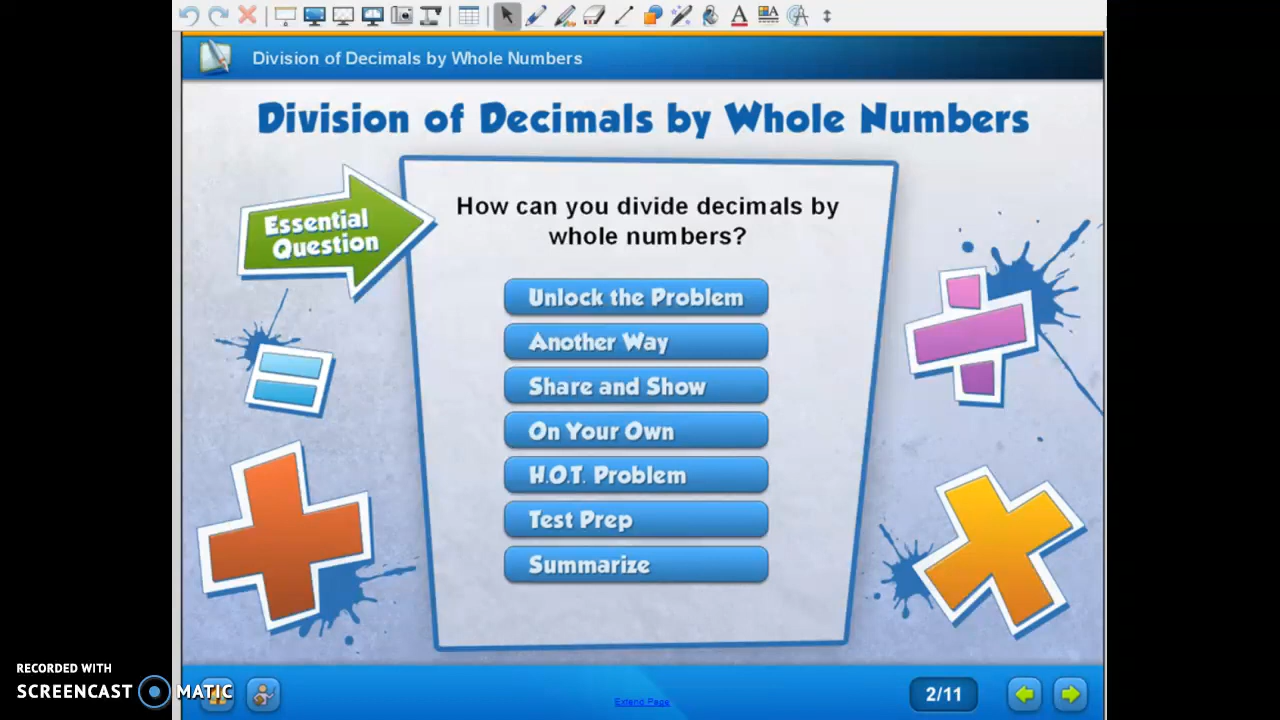 Division of Decimals by Whole Numbers
Division of Decimals by Whole Numbers
Essential
Question
How can you divide decimals by
whole numbers?
Unlock the Problem
Another Way
Share and Show
On Your Own
H.O.T. Problem
Test Prep
Summarize
RECORDED WITH
SCREENCAST MATIC
Extend Page
2/11